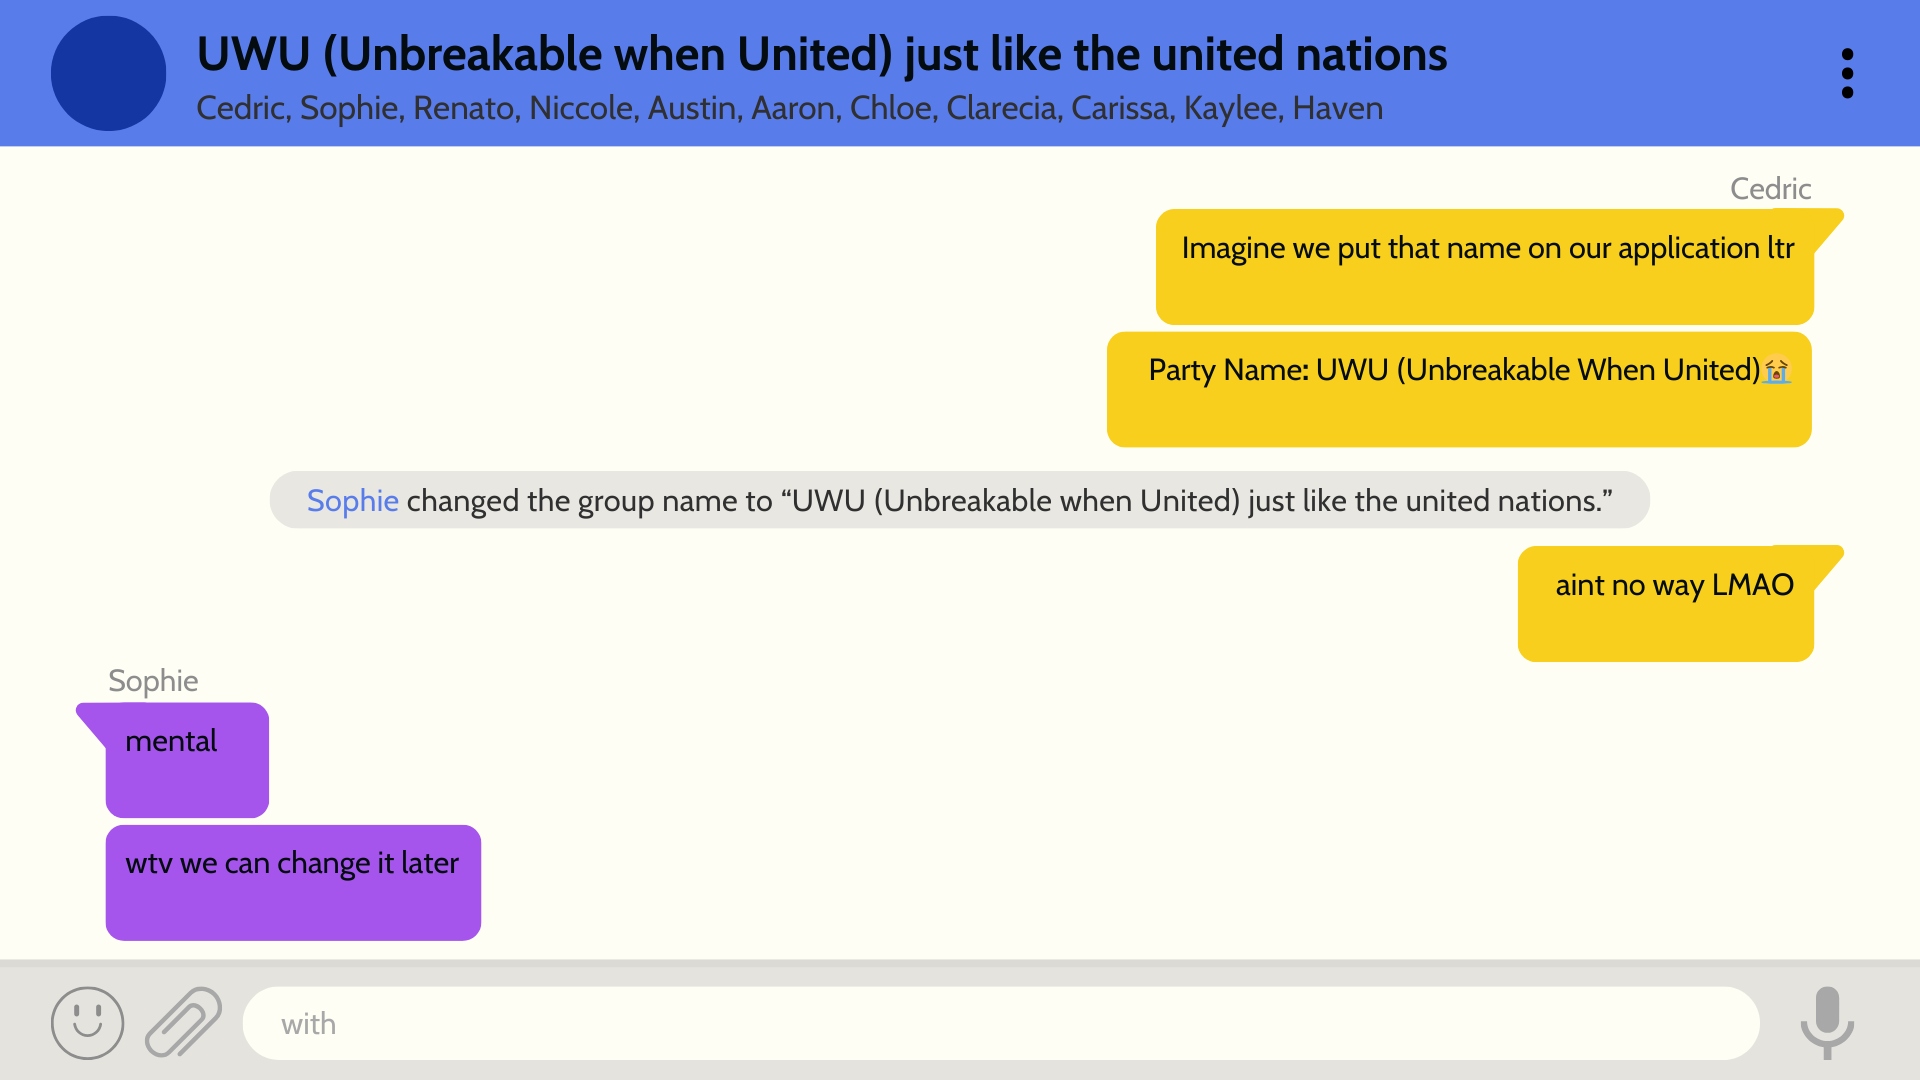 UWU (Unbreakable when United) just like the united nations
Cedric, Sophie, Renato, Niccole, Austin, Aaron, Chloe, Clarecia, Carissa, Kaylee, Haven
Cedric
Imagine we put that name on our application ltr
Party Name: UWU (Unbreakable When United)😭
Sophie changed the group name to “UWU (Unbreakable when United) just like the united nations.”
aint no way LMAO
Sophie
mental
wtv we can change it later
with